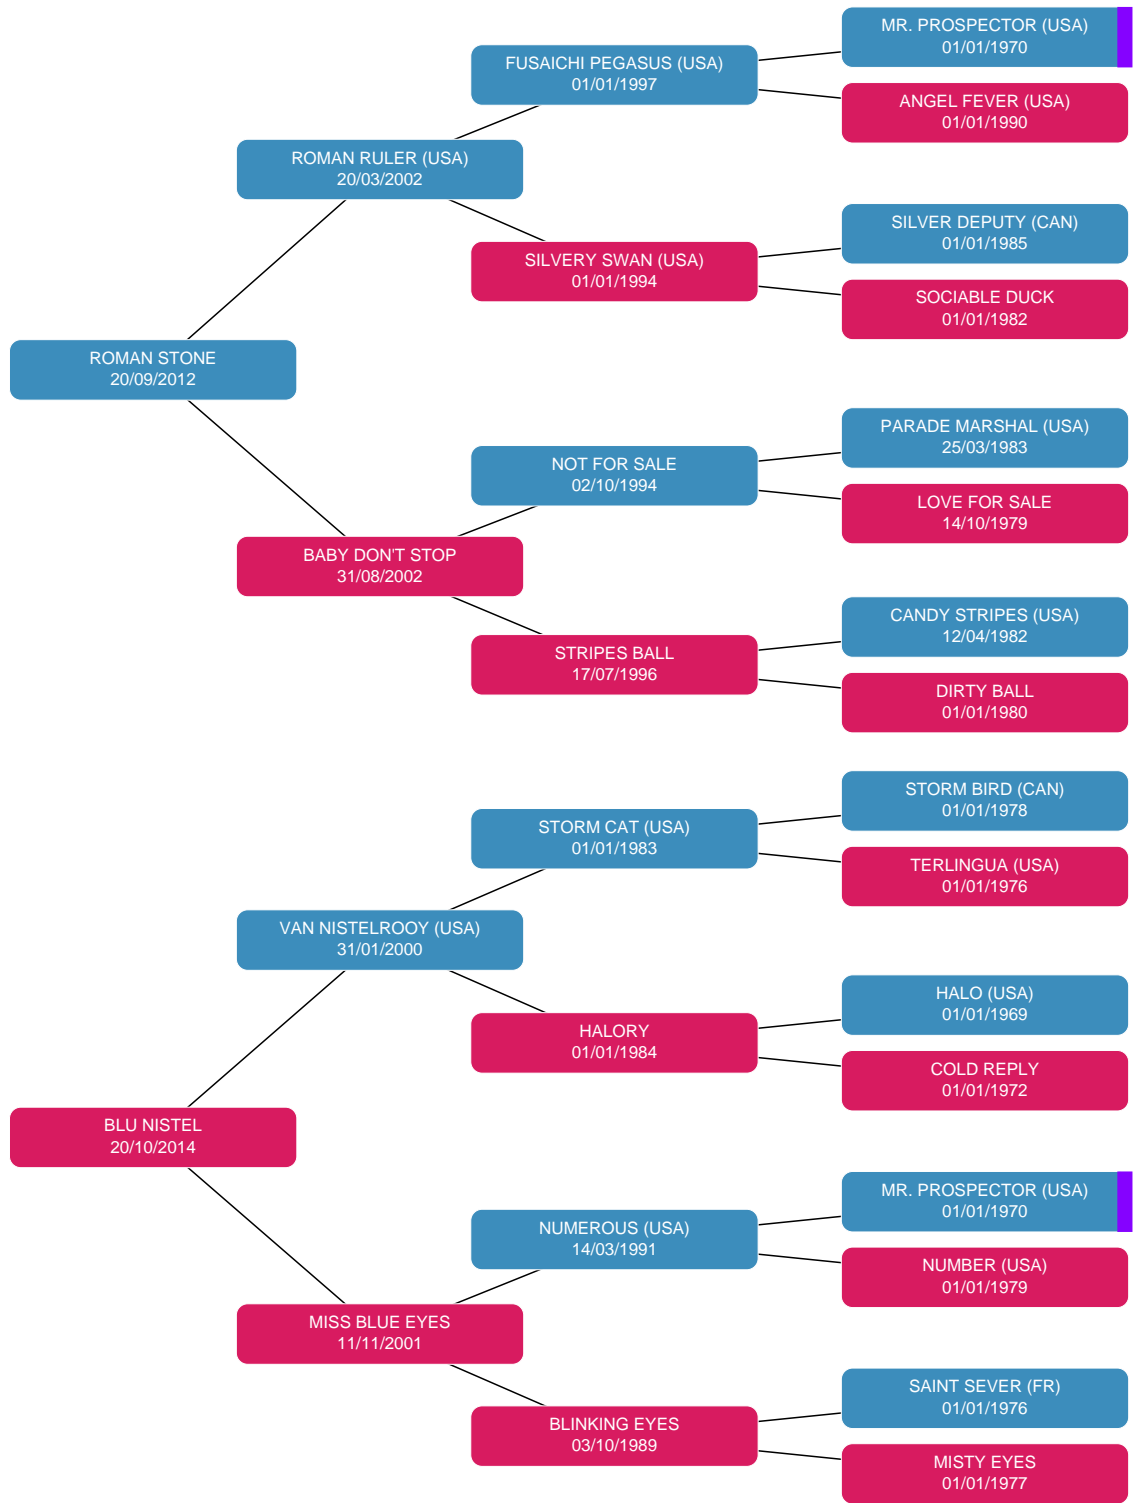 MR. PROSPECTOR (USA)
01/01/1970
FUSAICHI PEGASUS (USA)
01/01/1997
ANGEL FEVER (USA)
01/01/1990
ROMAN RULER (USA)
20/03/2002
SILVER DEPUTY (CAN)
01/01/1985
SILVERY SWAN (USA)
01/01/1994
SOCIABLE DUCK
01/01/1982
ROMAN STONE
20/09/2012
PARADE MARSHAL (USA)
25/03/1983
NOT FOR SALE
02/10/1994
LOVE FOR SALE
14/10/1979
BABY DON'T STOP
31/08/2002
CANDY STRIPES (USA)
12/04/1982
STRIPES BALL
17/07/1996
DIRTY BALL
01/01/1980
STORM BIRD (CAN)
01/01/1978
STORM CAT (USA)
01/01/1983
TERLINGUA (USA)
01/01/1976
VAN NISTELROOY (USA)
31/01/2000
HALO (USA)
01/01/1969
HALORY
01/01/1984
COLD REPLY
01/01/1972
BLU NISTEL
20/10/2014
MR. PROSPECTOR (USA)
01/01/1970
NUMEROUS (USA)
14/03/1991
NUMBER (USA)
01/01/1979
MISS BLUE EYES
11/11/2001
SAINT SEVER (FR)
01/01/1976
BLINKING EYES
03/10/1989
MISTY EYES
01/01/1977